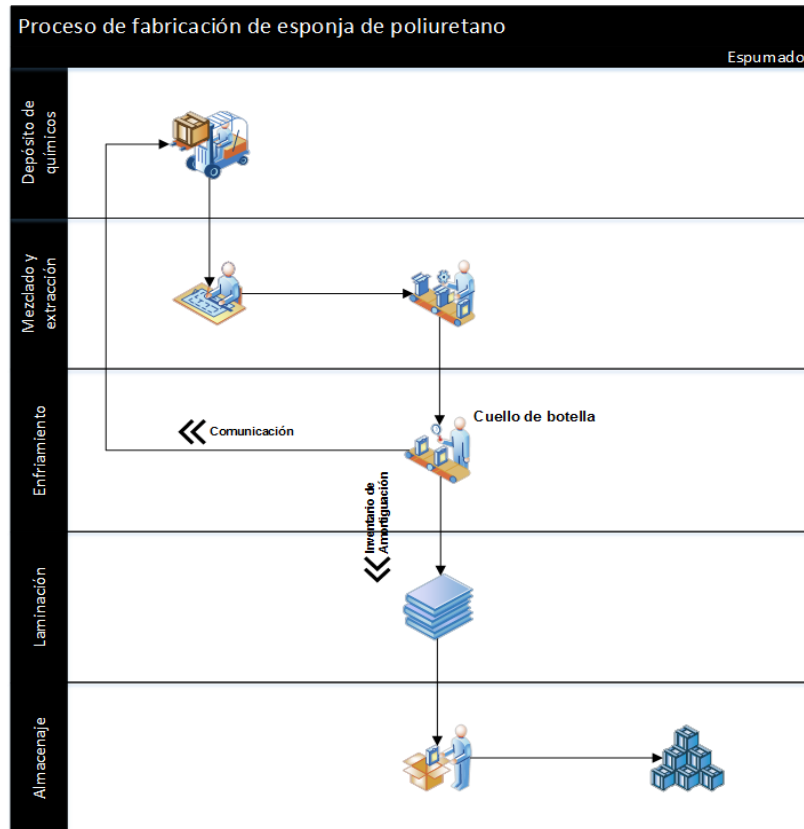 Proceso de fabricación de esponja de poliuretano
Espumado
Depósito de
químicos
Mezclado y
extracción
Cuello de botella
Comunicación
Enfriamiento
Inventario de
Amortiguación
Laminación
Almacenaje